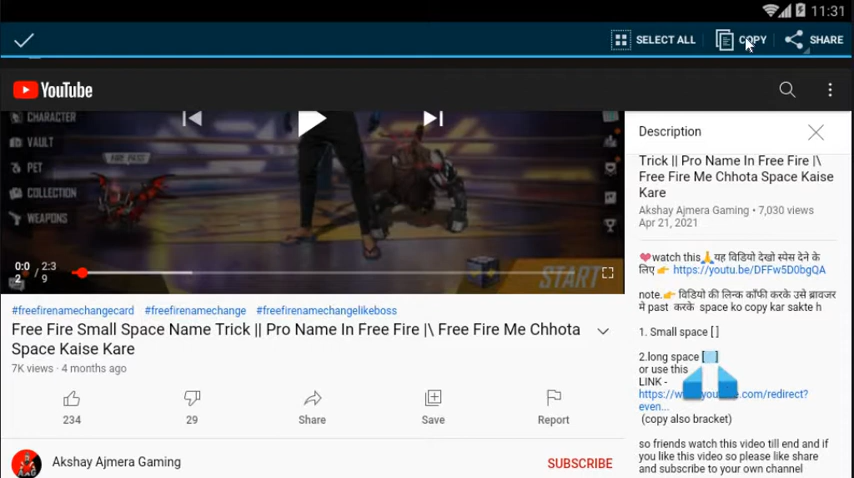 11:31
SELECT ALL
COPY
SHARE
YouTube
CHARACTER
VAULT
PET
COLLECTION
WEAPONS
START
0:0
2
/ 2:3
9
#freefirenamechangecard #freefirenamechange #freefirenamechangelikeboss
Free Fire Small Space Name Trick || Pro Name In Free Fire |\ Free Fire Me Chhota
Space Kaise Kare
7K views · 4 months ago
234
29
Share
Save
Report
Akshay Ajmera Gaming
SUBSCRIBE
Description
Trick || Pro Name In Free Fire |\
Free Fire Me Chhota Space Kaise
Kare
Akshay Ajmera Gaming • 7,030 views
Apr 21, 2021
❤watch this🙏यह विडियो देखो स्पेस देने के
लिए 👉 https://youtu.be/DFFw5D0bgQA
note.👉 विडियो की लिन्क कॉफी करके उसे ब्रावजर
मे past करके space ko copy kar sakte h
1. Small space [ ]
2.long space [ ]
or use this
LINK -
https://w
.com/redirect?
even...
(copy also bracket)
so friends watch this video till end and if
you like this video so please like share
and subscribe to your own channel